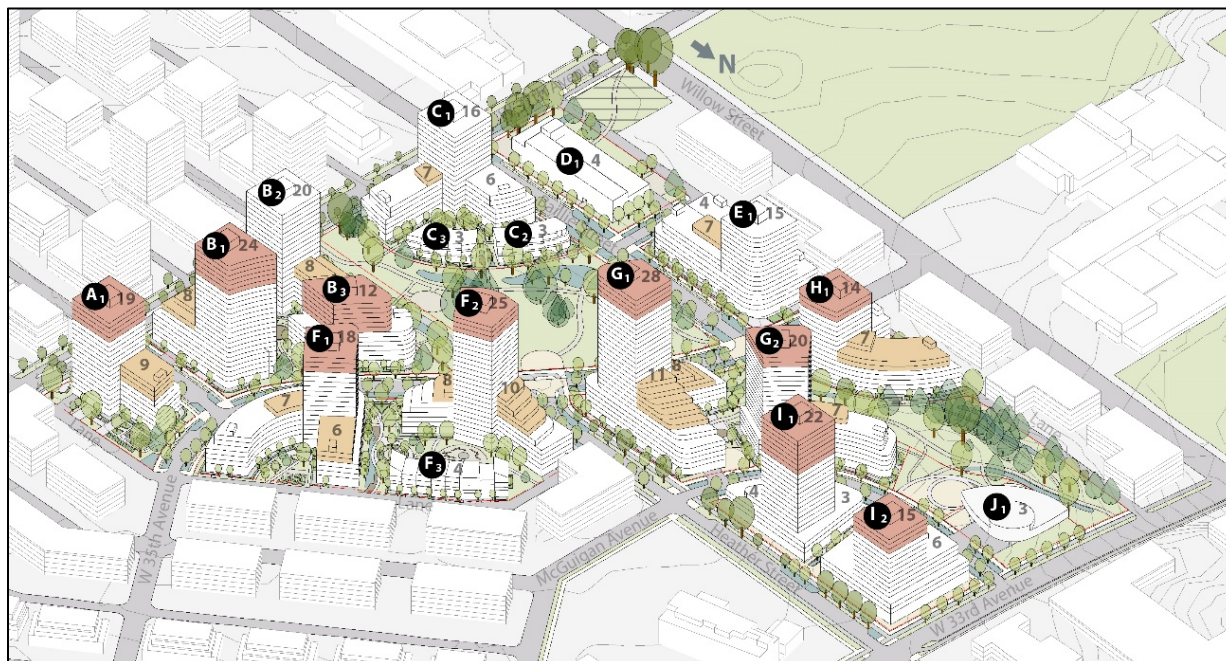 N
Willow Street
Avenue
C1 16
D1 4
7
6
B2 20
4
E1 15
7
C3 3
C2 3
B1 24
8
B3 12
G1 28
H1 14
A1 19
8
F2 25
F1 18
G2 20
7
9
8
10
11
8
7
6
I1 22
7
F3 4
4
3
J1 3
I2 15
6
Lane
Lane
W 35th Avenue
McGuigan Avenue
Heather Street
W 33rd Avenue